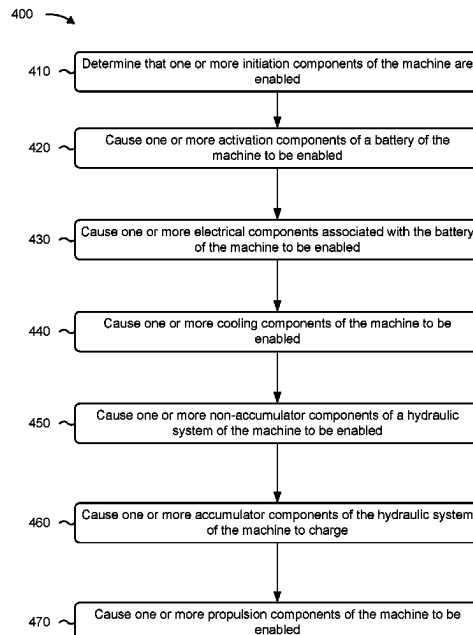 400
410
Determine that one or more initiation components of the machine are
enabled
420
Cause one or more activation components of a battery of the
machine to be enabled
430
Cause one or more electrical components associated with the battery
of the machine to be enabled
440
Cause one or more cooling components of the machine to be
enabled
450
Cause one or more non-accumulator components of a hydraulic
system of the machine to be enabled
460
Cause one or more accumulator components of the hydraulic system
of the machine to charge
470
Cause one or more propulsion components of the machine to be
enabled